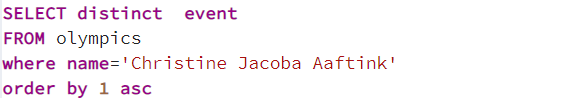 SELECT distinct  event
FROM olympics
where name='Christine Jacoba Aaftink'
order by 1 asc